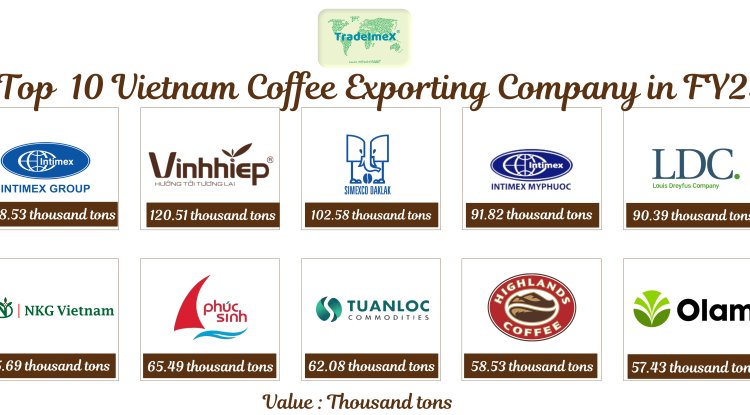 TradeImeX®
Top 10 Vietnam Coffee Exporting Company in FY2
Intimex
INTIMEX GROUP
8.53 thousand tons
Vinhhiep®
HƯỚNG TỚI TƯƠNG LAI
120.51 thousand tons
SIMEXCO DAKLAK
102.58 thousand tons
Intimex
INTIMEX MYPHUOC
91.82 thousand tons
LDC.
Louis Dreyfus Company
90.39 thousand tons
NKG Vietnam
.69 thousand tons
phúc
sinh
65.49 thousand tons
TUANLOC
COMMODITIES
62.08 thousand tons
HIGHLANDS
COFFEE
58.53 thousand tons
Olam
57.43 thousand tons
Value : Thousand tons